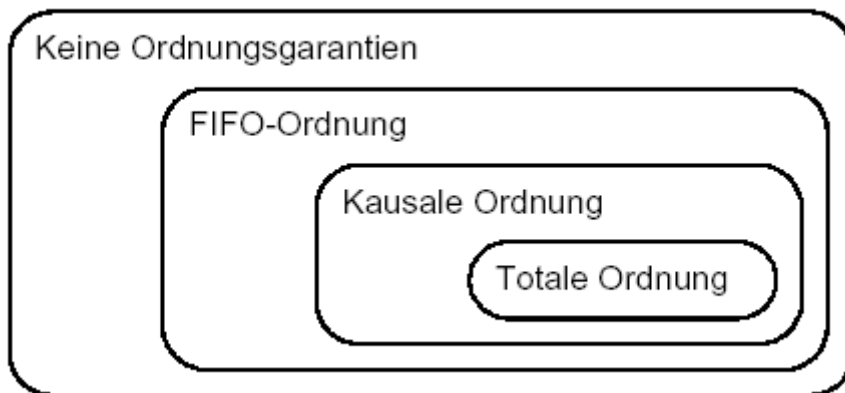 Keine Ordnungsgarantien
FIFO-Ordnung
Kausale Ordnung
Totale Ordnung